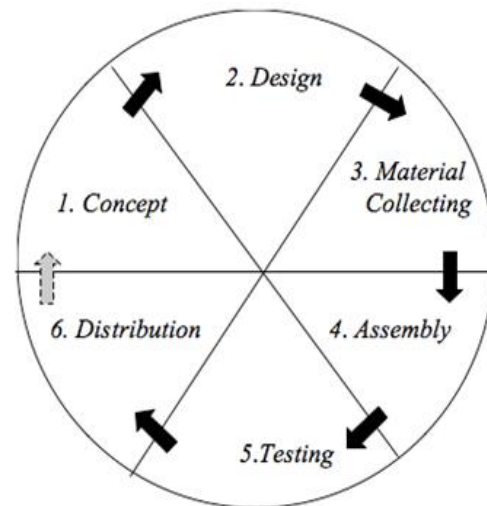 1. Concept
2. Design
3. Material
Collecting
4. Assembly
5.Testing
6. Distribution